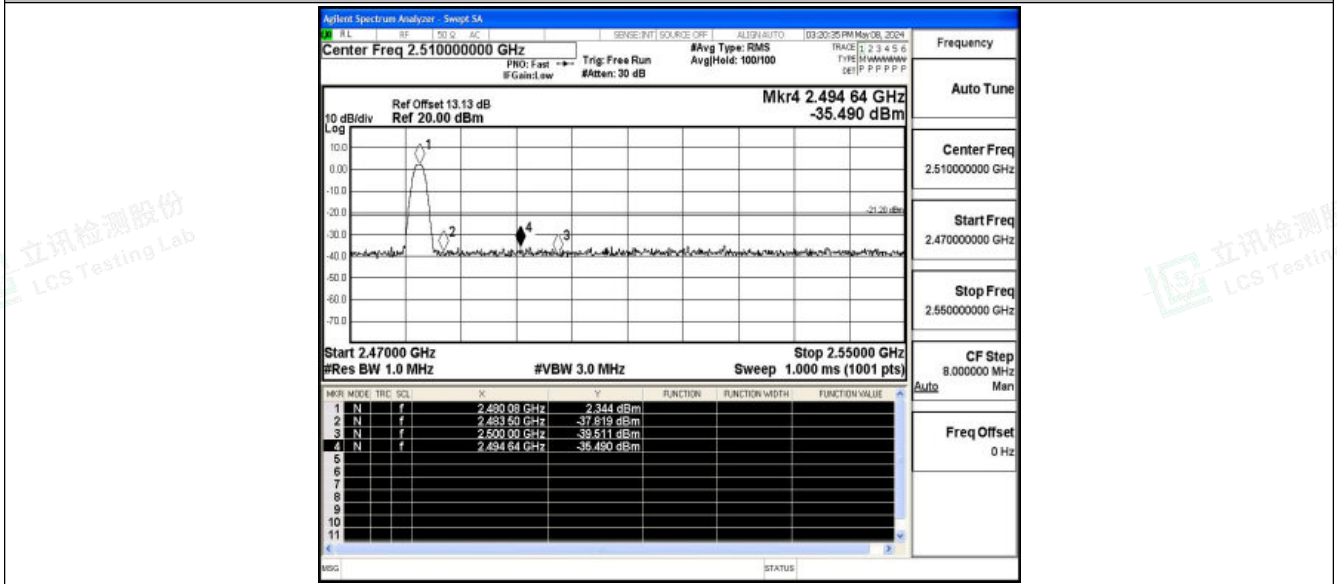 Agilent Spectrum Analyzer - Swept SA
RL RF 50 Ω AC SENSE:INT SOURCE OFF ALIGN AUTO 03:20:35 PM May 08, 2024
Center Freq 2.510000000 GHz
PNO: Fast
IFGain:Low
Trig: Free Run
#Atten: 30 dB
#Avg Type: RMS
Avg|Hold: 100/100
TRACE 1 2 3 4 5 6
TYPE M WWWWW
DET P P P P P P
Mkr4 2.494 64 GHz
-35.490 dBm
Ref Offset 13.13 dB
10 dB/div Ref 20.00 dBm
Log
10.0
0.00
-10.0
-20.0
-30.0
-40.0
-50.0
-60.0
-70.0
1
2
4
3
-21.20 dBm
Start 2.47000 GHz Stop 2.55000 GHz
#Res BW 1.0 MHz #VBW 3.0 MHz Sweep 1.000 ms (1001 pts)
MKR MODE TRC SCL X Y FUNCTION FUNCTION WIDTH FUNCTION VALUE
1 N f 2.480 08 GHz 2.344 dBm
2 N f 2.483 50 GHz -37.819 dBm
3 N f 2.500 00 GHz -39.511 dBm
4 N f 2.494 64 GHz -35.490 dBm
5
6
7
8
9
10
11
MSG STATUS
Frequency
Auto Tune
Center Freq
2.510000000 GHz
Start Freq
2.470000000 GHz
Stop Freq
2.550000000 GHz
CF Step
8.000000 MHz
Auto Man
Freq Offset
0 Hz
立讯检测股份
LCS Testing Lab
立讯检测股
LCS Testin